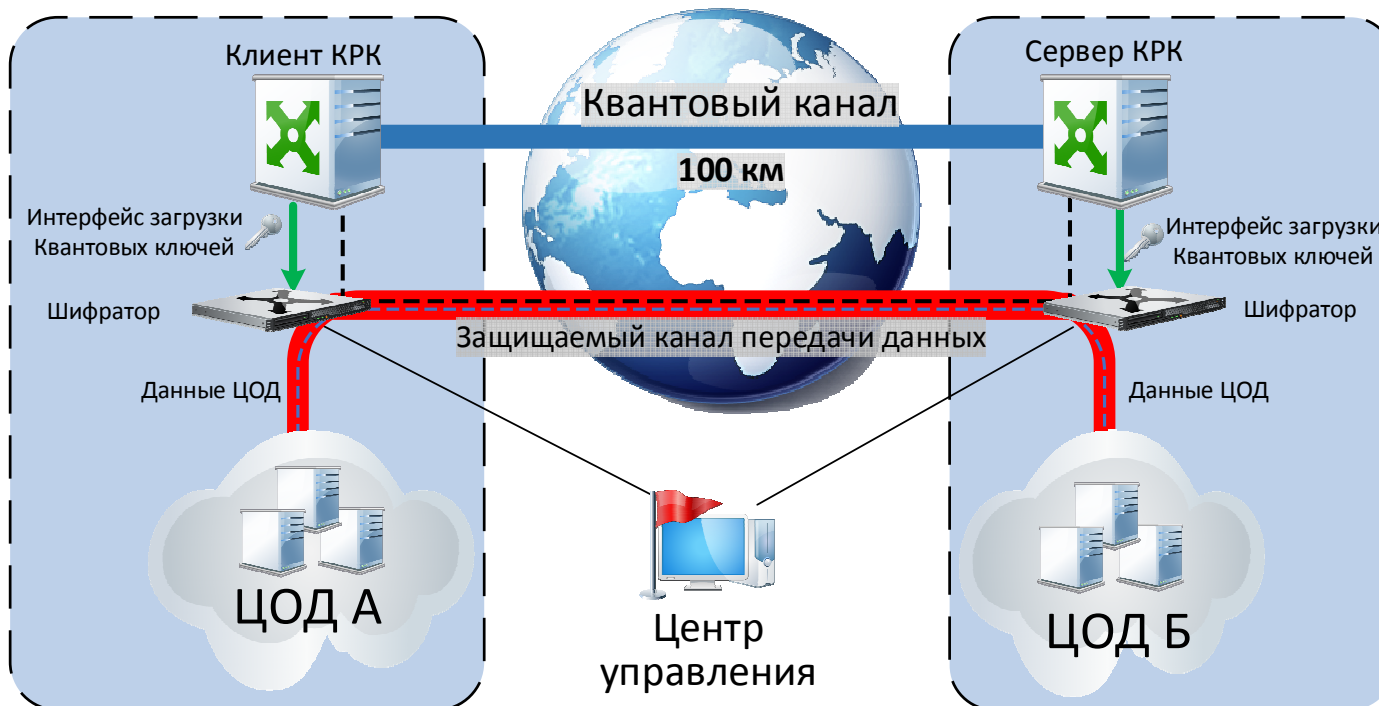 Клиент КРК
Сервер КРК
Квантовый канал
100 км
Интерфейс загрузки
Квантовых ключей
Интерфейс загрузки
Квантовых ключей
Шифратор
Шифратор
Защищаемый канал передачи данных
Данные ЦОД
Данные ЦОД
ЦОД А
ЦОД Б
Центр
управления